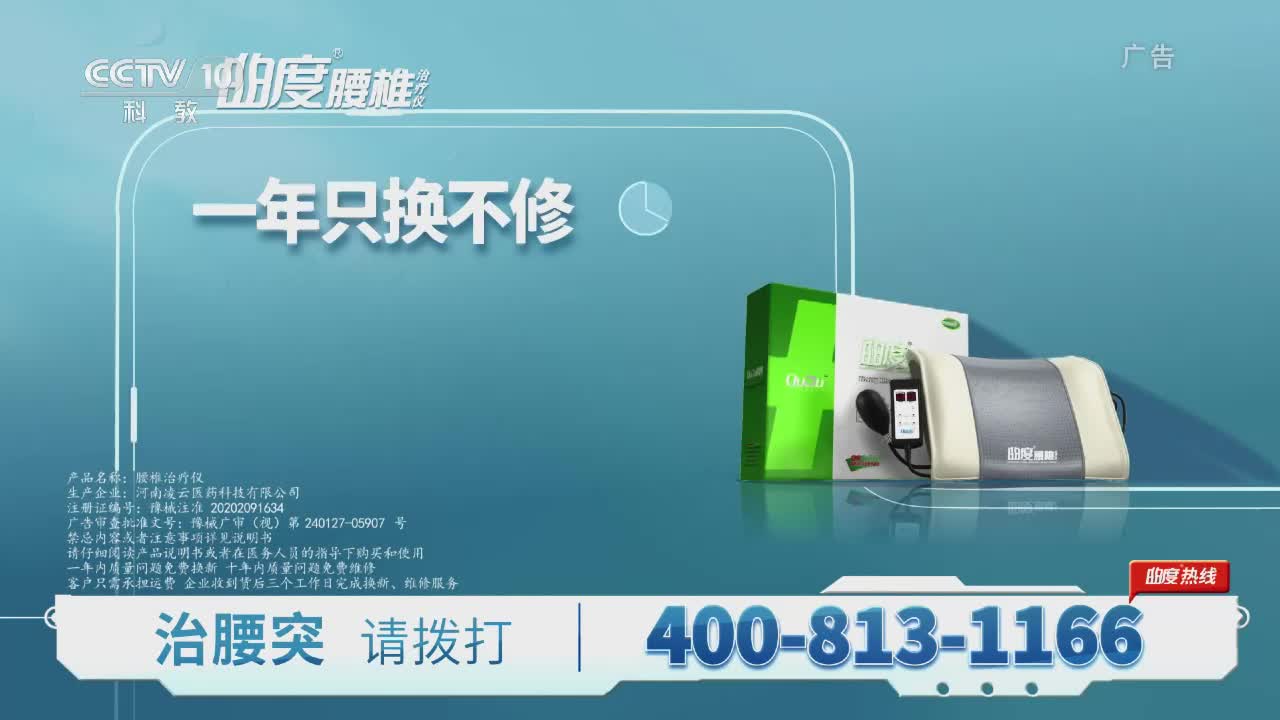 CCTV 10
科教
曲度®腰椎治疗仪
广告
一年只换不修
QuDu
曲度
曲度腰椎
产品名称：腰椎治疗仪
生产企业：河南凌云医药科技有限公司
注册证编号：豫械注准 20202091634
广告审查批准文号：豫械广审（视）第 240127-05907 号
禁忌内容或者注意事项详见说明书
请仔细阅读产品说明书或者在医务人员的指导下购买和使用
一年内质量问题免费换新 十年内质量问题免费维修
客户只需承担运费 企业收到货后三个工作日完成换新、维修服务
曲度热线
治腰突 请拨打 400-813-1166